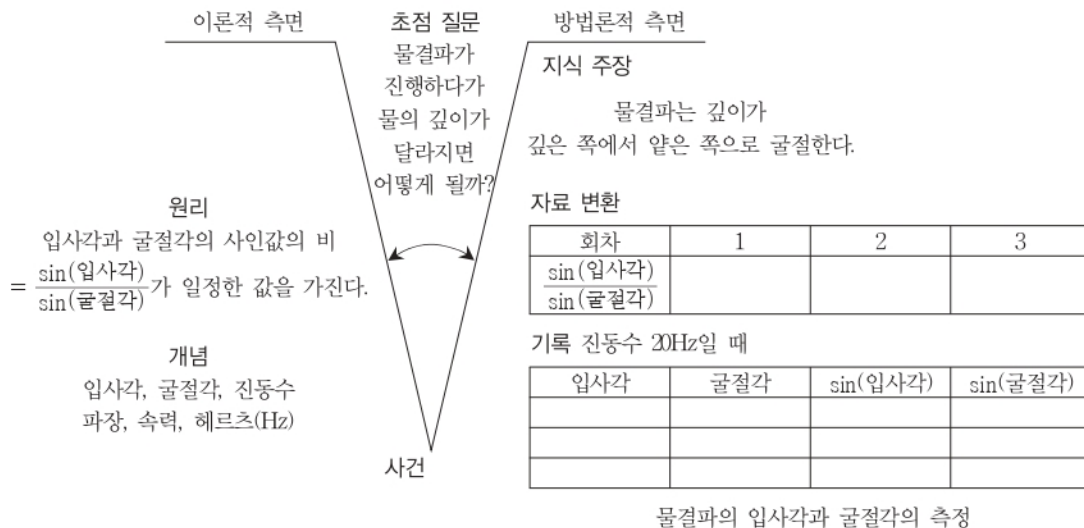 이론적 측면
초점 질문
방법론적 측면
물결파가
진행하다가
물의 깊이가
달라지면
어떻게 될까?
지식 주장
물결파는 깊이가
깊은 쪽에서 얕은 쪽으로 굴절한다.
원리
입사각과 굴절각의 사인값의 비
= sin(입사각)/sin(굴절각)가 일정한 값을 가진다.
개념
입사각, 굴절각, 진동수
파장, 속력, 헤르츠(Hz)
사건
자료 변환
회차 1 2 3
sin(입사각)/sin(굴절각)
기록 진동수 20Hz일 때
입사각 굴절각 sin(입사각) sin(굴절각)
물결파의 입사각과 굴절각의 측정